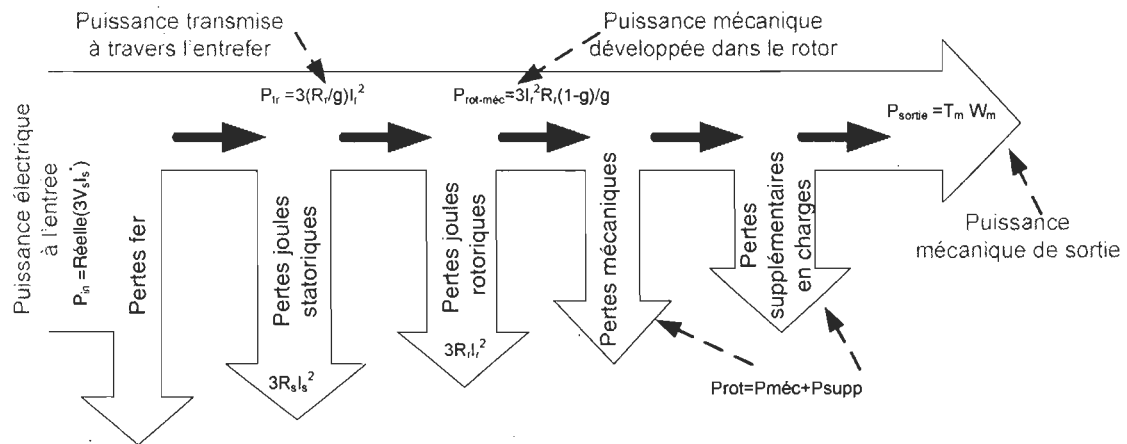 Puissance transmise
à travers l'entrefer
Puissance mécanique
développée dans le rotor
P_tr =3(R_r/g)I_r^2
P_rot-méc=3I_r^2R_r(1-g)/g
P_sortie =T_m W_m
Puissance électrique
à l'entrée
P_in =Réelle(3V_sI_s^*)
Pertes fer
Pertes joules
statoriques
3R_sI_s^2
Pertes joules
rotoriques
3R_rI_r^2
Pertes mécaniques
Pertes
supplémentaires
en charges
Puissance
mécanique de sortie
Prot=Pméc+Psupp